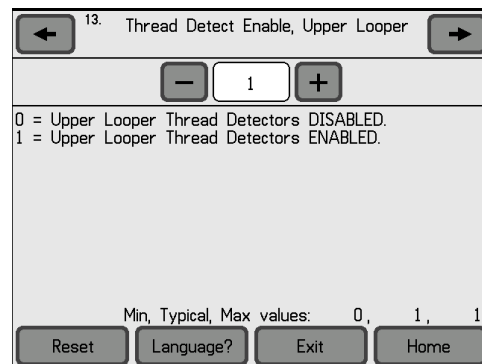 13. Thread Detect Enable, Upper Looper
- 1 +
0 = Upper Looper Thread Detectors DISABLED.
1 = Upper Looper Thread Detectors ENABLED.
Min, Typical, Max values: 0, 1, 1
Reset Language? Exit Home